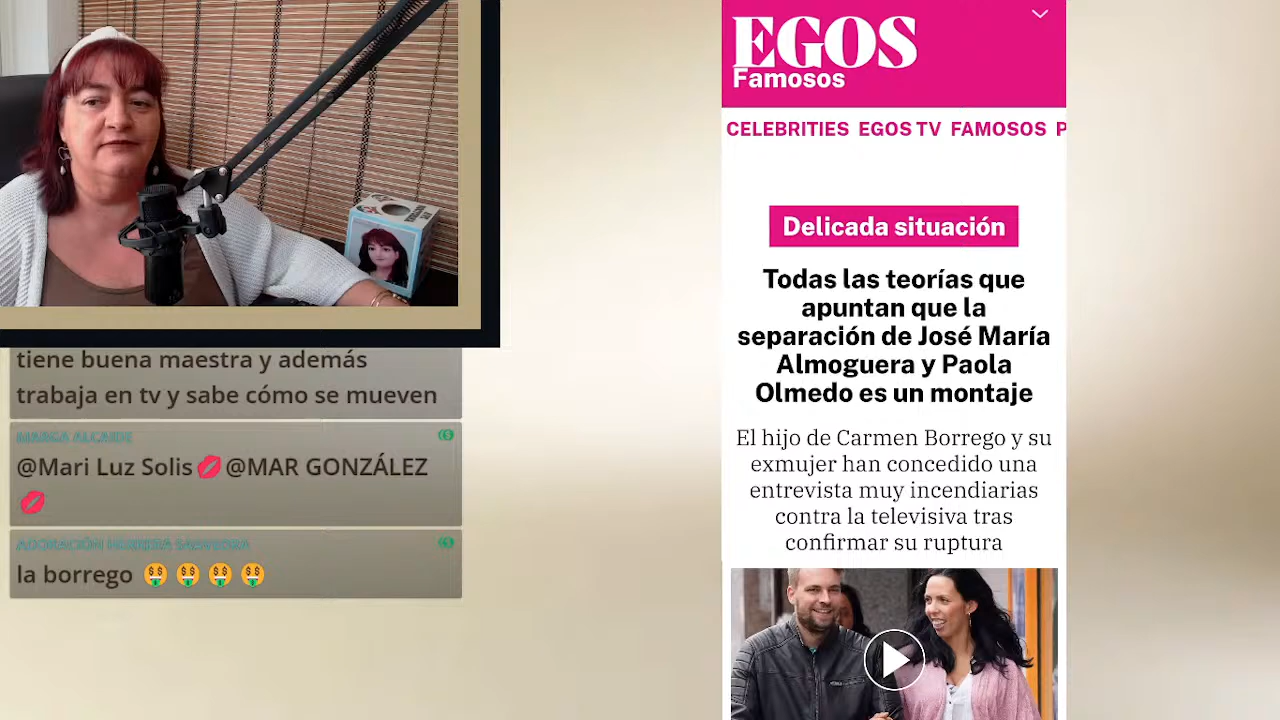 tiene buena maestra y además
trabaja en tv y sabe cómo se mueven
MARGA ALCAIDE
@Mari Luz Solis💋@MAR GONZÁLEZ
💋
la borrego 🤑 🤑 🤑 🤑
EGOS
Famosos
CELEBRITIES EGOS TV FAMOSOS P
Delicada situación
Todas las teorías que
apuntan que la
separación de José María
Almoguera y Paola
Olmedo es un montaje
El hijo de Carmen Borrego y su
exmujer han concedido una
entrevista muy incendiarias
contra la televisiva tras
confirmar su ruptura